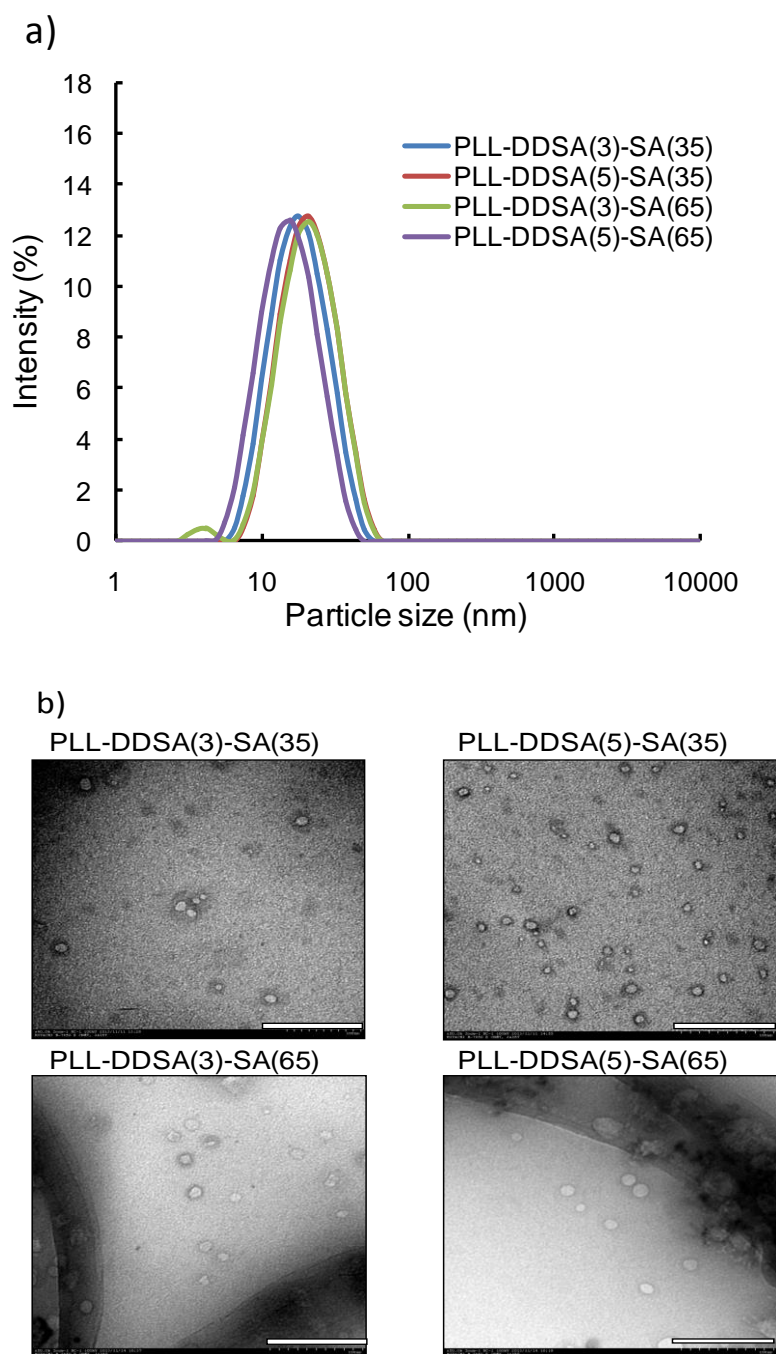 a)
18
16
14
12
10
8
6
4
2
0
Intensity (%)
PLL-DDSA(3)-SA(35)
PLL-DDSA(5)-SA(35)
PLL-DDSA(3)-SA(65)
PLL-DDSA(5)-SA(65)
1 10 100 1000 10000
Particle size (nm)
b)
PLL-DDSA(3)-SA(35) PLL-DDSA(5)-SA(35)
PLL-DDSA(3)-SA(65) PLL-DDSA(5)-SA(65)